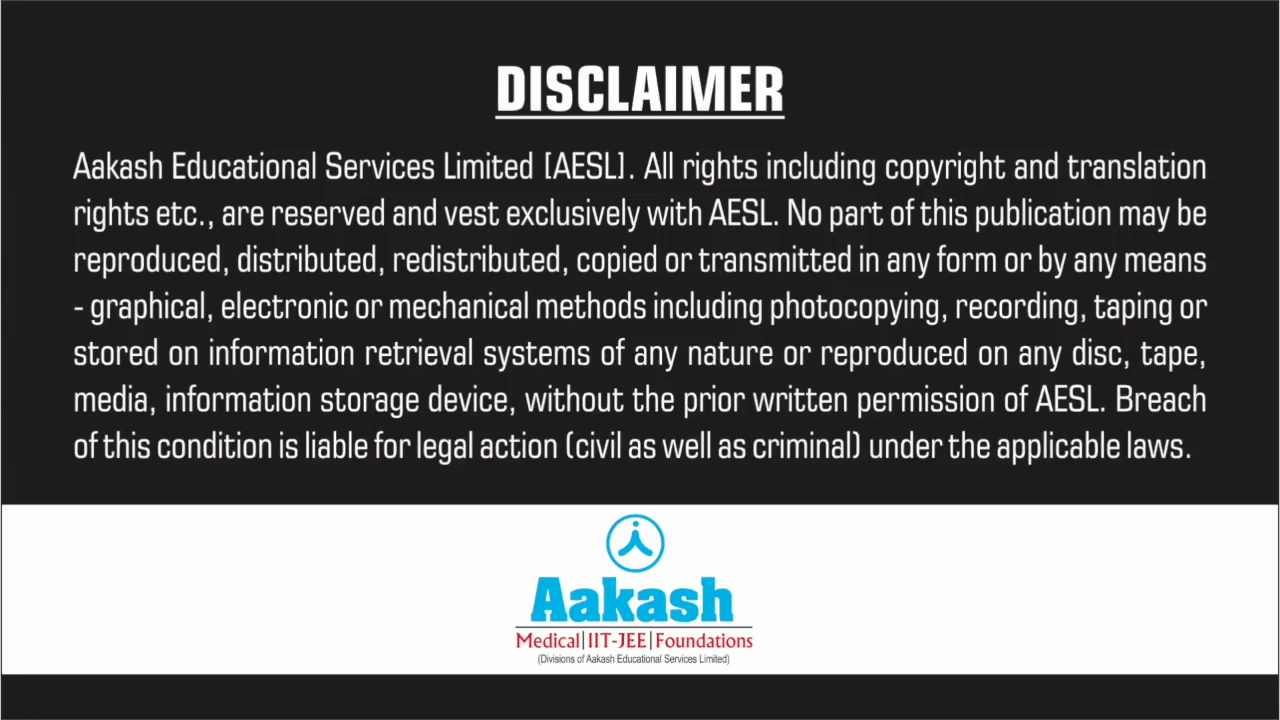 DISCLAIMER
Aakash Educational Services Limited [AESL]. All rights including copyright and translation
rights etc., are reserved and vest exclusively with AESL. No part of this publication may be
reproduced, distributed, redistributed, copied or transmitted in any form or by any means
- graphical, electronic or mechanical methods including photocopying, recording, taping or
stored on information retrieval systems of any nature or reproduced on any disc, tape,
media, information storage device, without the prior written permission of AESL. Breach
of this condition is liable for legal action (civil as well as criminal) under the applicable laws.
Aakash
Medical|IIT-JEE|Foundations
(Divisions of Aakash Educational Services Limited)